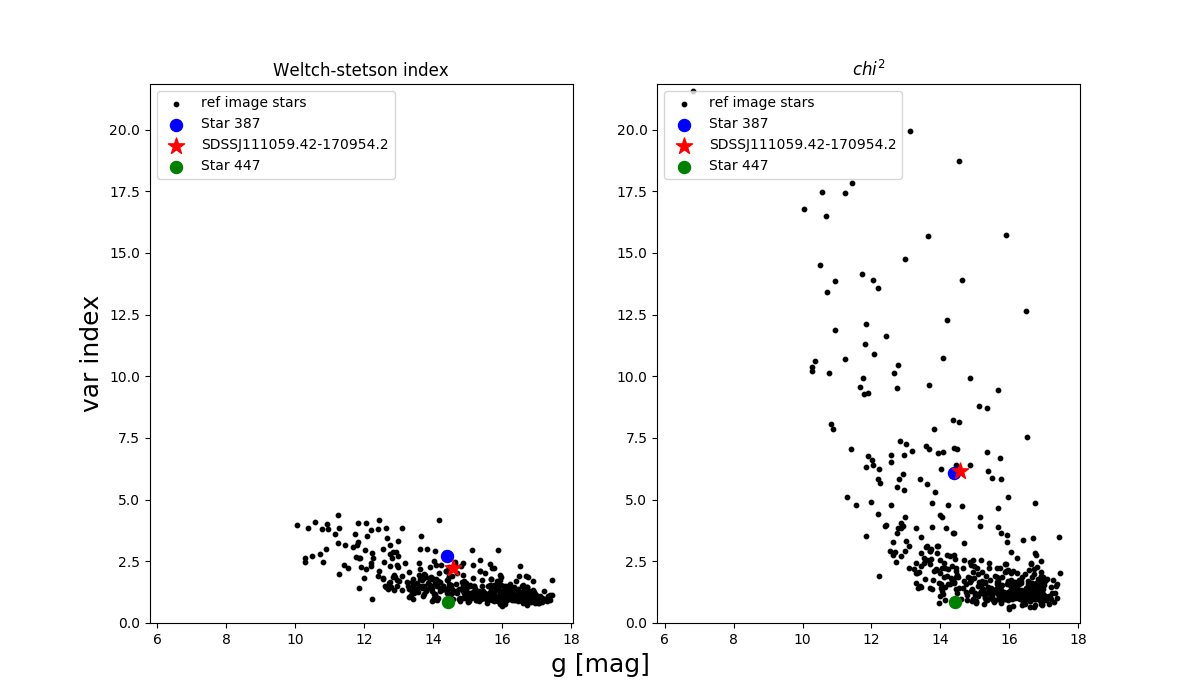 Weltch-stetson index
ref image stars
Star 387
SDSSJ111059.42-170954.2
Star 447
var index
20.0
17.5
15.0
12.5
10.0
7.5
5.0
2.5
0.0
6 8 10 12 14 16 18
chi²
ref image stars
Star 387
SDSSJ111059.42-170954.2
Star 447
20.0
17.5
15.0
12.5
10.0
7.5
5.0
2.5
0.0
6 8 10 12 14 16 18
g [mag]